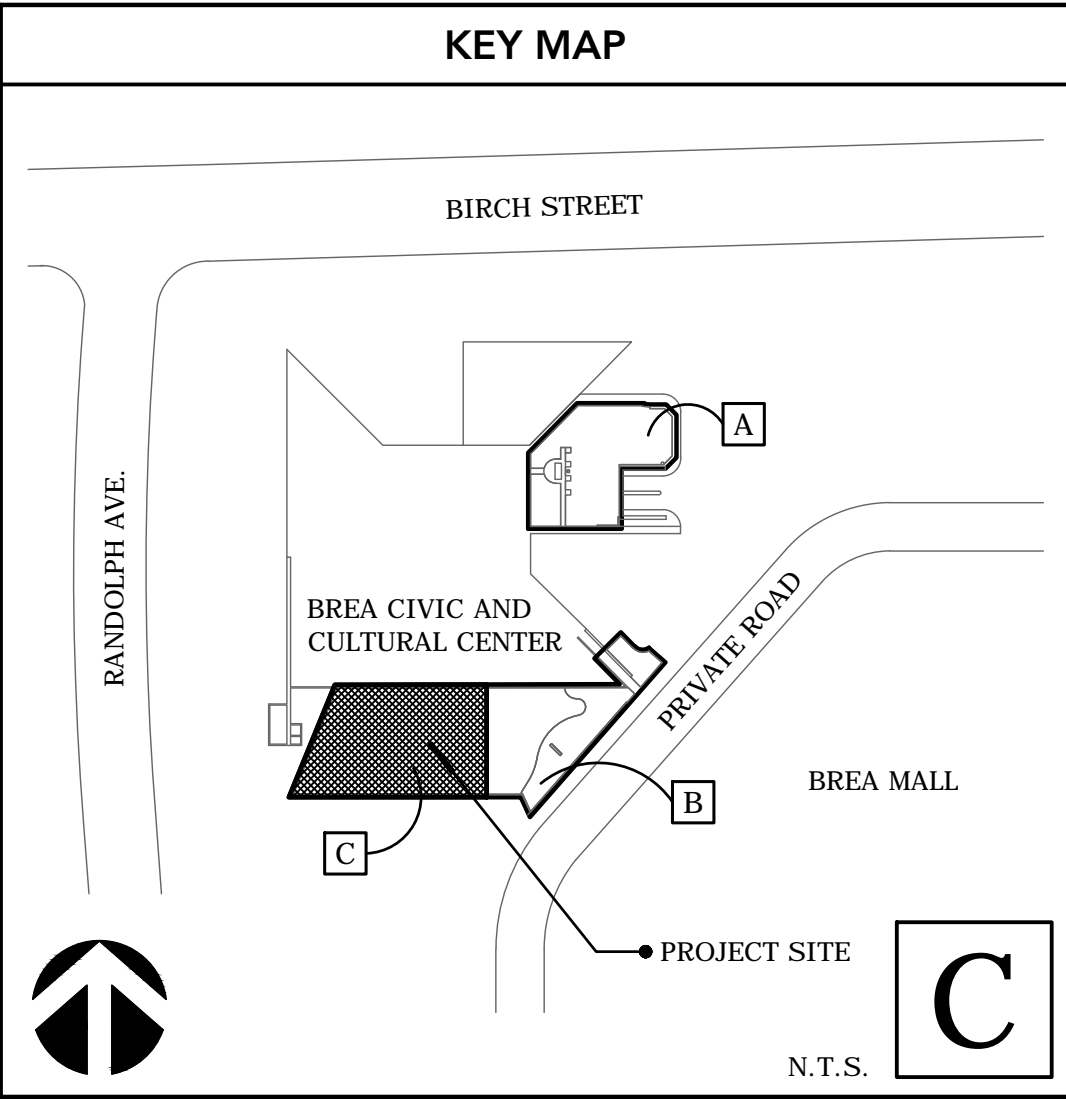 KEY MAP
BIRCH STREET
A
RANDOLPH AVE.
BREA CIVIC AND
CULTURAL CENTER
PRIVATE ROAD
BREA MALL
B
C
PROJECT SITE
C
N.T.S.